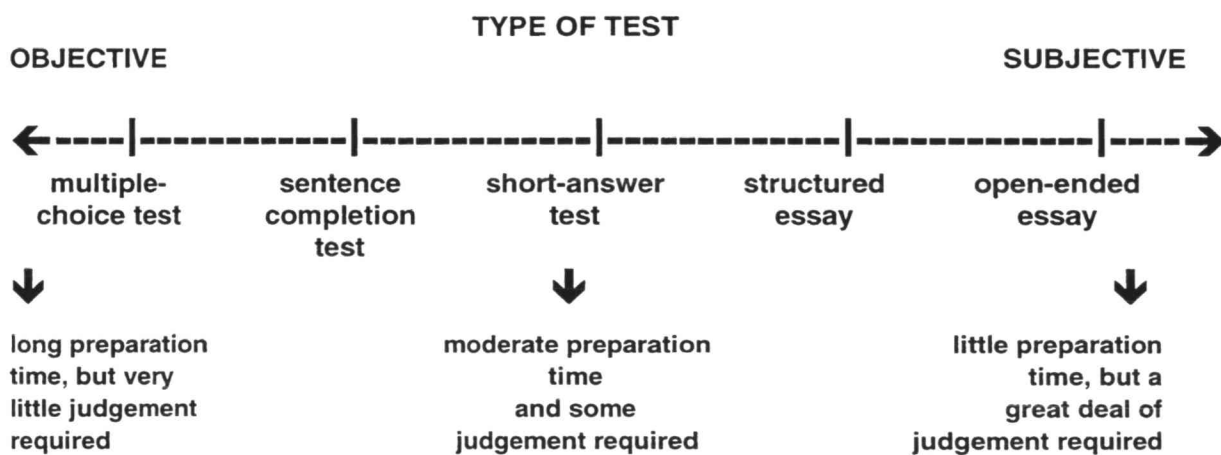 TYPE OF TEST
OBJECTIVE SUBJECTIVE
multiple-
choice test
sentence
completion
test
short-answer
test
structured
essay
open-ended
essay
long preparation
time, but very
little judgement
required
moderate preparation
time
and some
judgement required
little preparation
time, but a
great deal of
judgement required